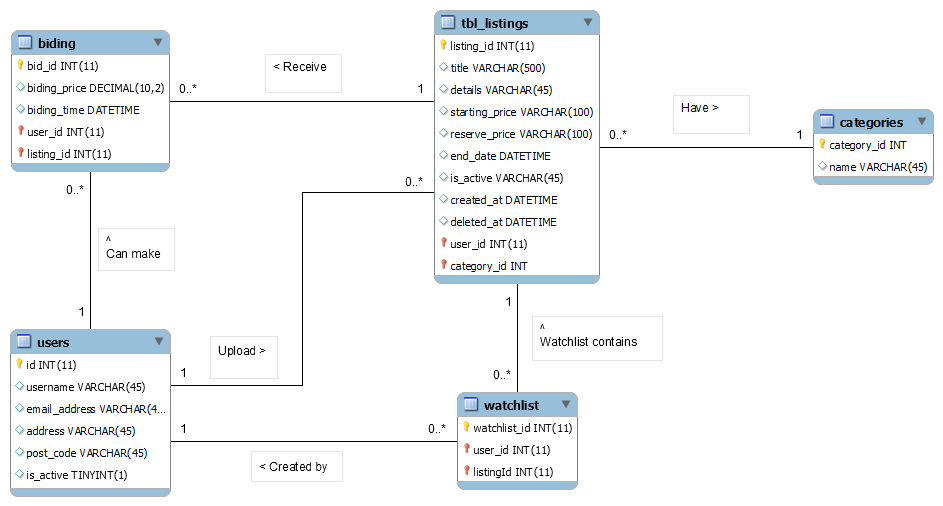 biding
bid_id INT(11)
biding_price DECIMAL(10,2)
biding_time DATETIME
user_id INT(11)
listing_id INT(11)
< Receive
0..*
1
tbl_listings
listing_id INT(11)
title VARCHAR(500)
details VARCHAR(45)
starting_price VARCHAR(100)
reserve_price VARCHAR(100)
end_date DATETIME
is_active VARCHAR(45)
created_at DATETIME
deleted_at DATETIME
user_id INT(11)
category_id INT
Have >
0..*
1
categories
category_id INT
name VARCHAR(45)
0..*
^
Can make
1
0..*
Upload >
1
users
id INT(11)
username VARCHAR(45)
email_address VARCHAR(4...
address VARCHAR(45)
post_code VARCHAR(45)
is_active TINYINT(1)
1
^
Watchlist contains
0..*
1
0..*
< Created by
watchlist
watchlist_id INT(11)
user_id INT(11)
listingId INT(11)